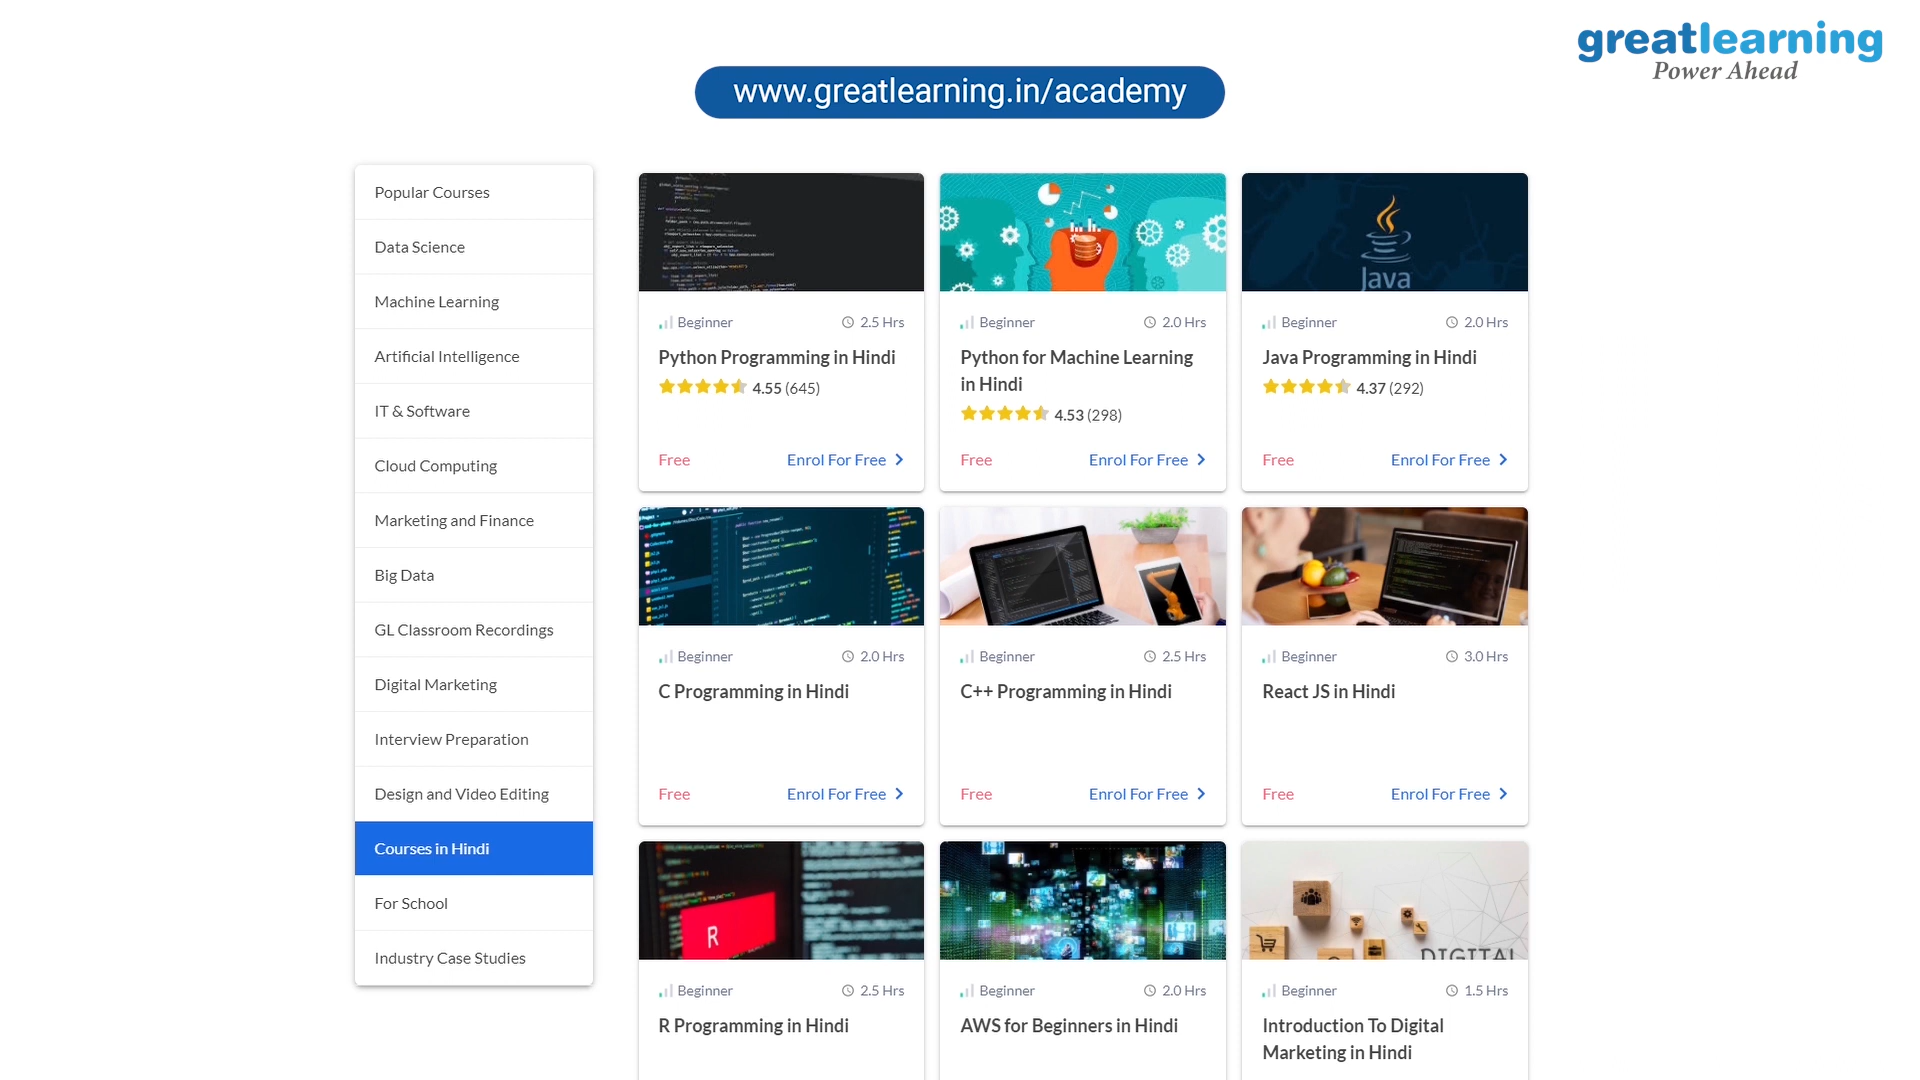 greatlearning
Power Ahead
www.greatlearning.in/academy
Popular Courses
Data Science
Machine Learning
Artificial Intelligence
IT & Software
Cloud Computing
Marketing and Finance
Big Data
GL Classroom Recordings
Digital Marketing
Interview Preparation
Design and Video Editing
Courses in Hindi
For School
Industry Case Studies
Beginner 2.5 Hrs
Python Programming in Hindi
4.55 (645)
Free Enrol For Free
Beginner 2.0 Hrs
Python for Machine Learning
in Hindi
4.53 (298)
Free Enrol For Free
Java
Beginner 2.0 Hrs
Java Programming in Hindi
4.37 (292)
Free Enrol For Free
Beginner 2.0 Hrs
C Programming in Hindi
Free Enrol For Free
Beginner 2.5 Hrs
C++ Programming in Hindi
Free Enrol For Free
Beginner 3.0 Hrs
React JS in Hindi
Free Enrol For Free
R
Beginner 2.5 Hrs
R Programming in Hindi
Beginner 2.0 Hrs
AWS for Beginners in Hindi
DIGITAL
Beginner 1.5 Hrs
Introduction To Digital
Marketing in Hindi